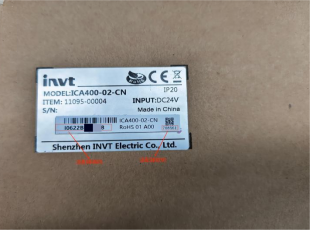 invt
MODEL:ICA400-02-CN
IP20
ITEM: 11095-00004
INPUT:DC24V
S/N:
Made in China
ICA400-02-CN
I0622B
RoHS 01 A00
Shenzhen INVT Electric Co., Ltd.